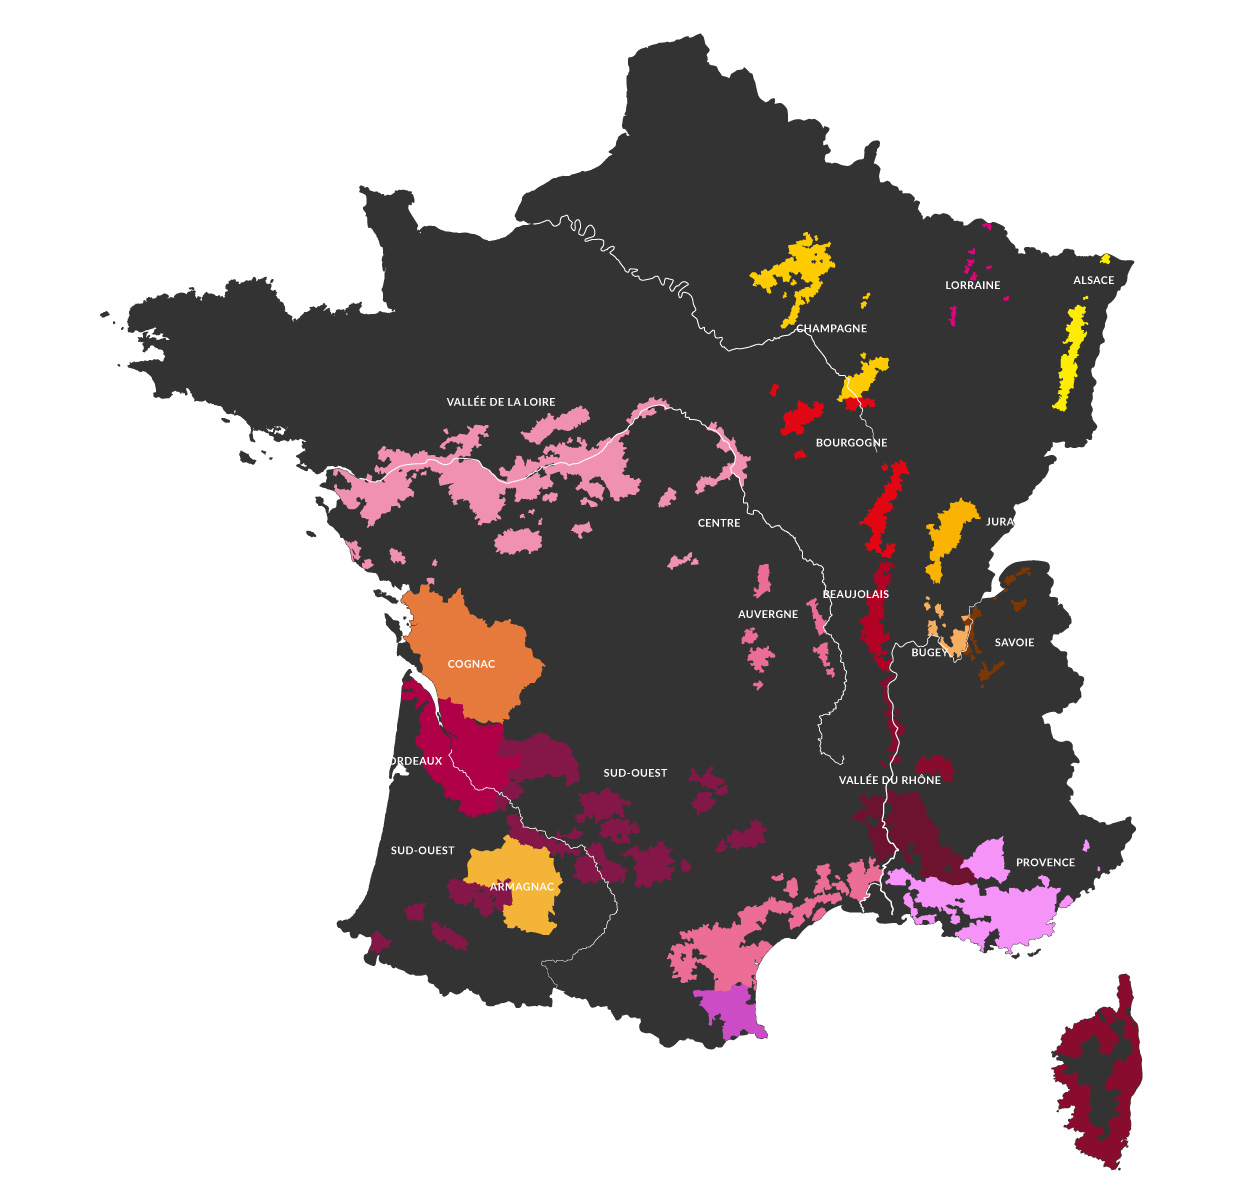 ALSACE
LORRAINE
CHAMPAGNE
VALLÉE DE LA LOIRE
BOURGOGNE
CENTRE
JURA
BEAUJOLAIS
AUVERGNE
SAVOIE
BUGEY
COGNAC
ORDEAUX
SUD-OUEST
VALLÉE DU RHÔNE
SUD-OUEST
PROVENCE
ARMAGNAC